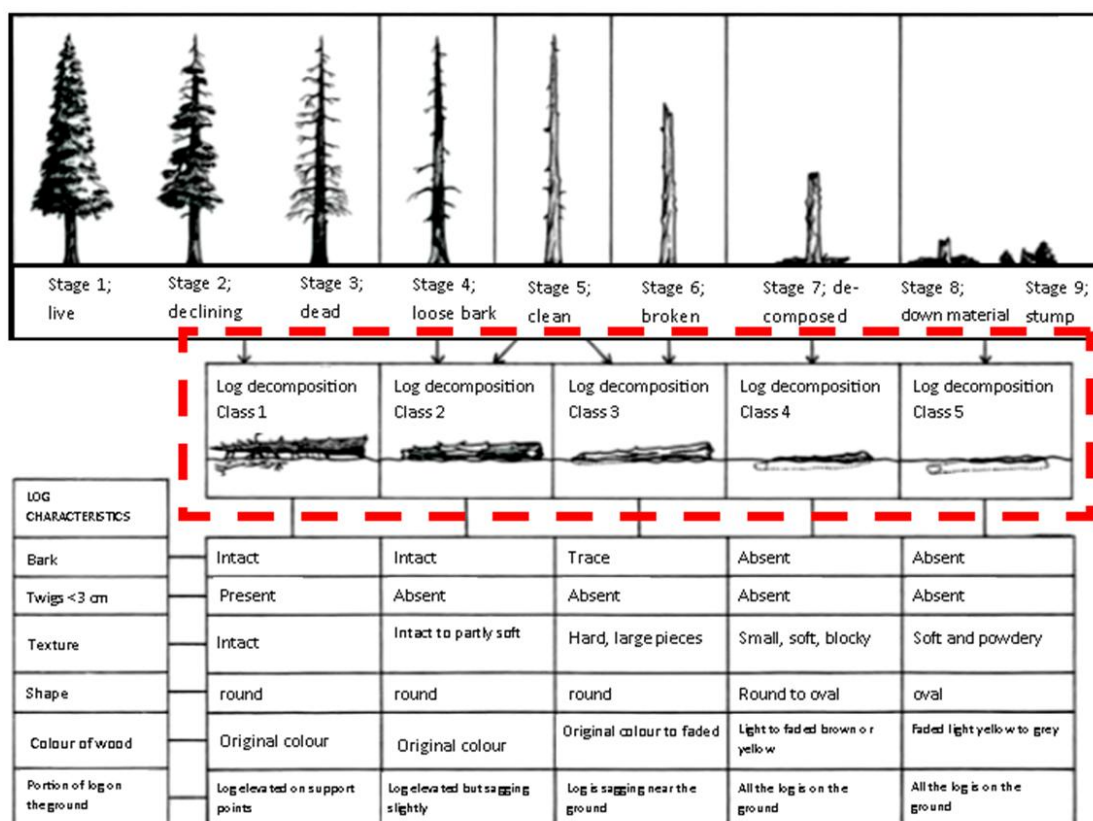 Stage 1;
live
Stage 2;
declining
Stage 3;
dead
Stage 4;
loose bark
Stage 5;
clean
Stage 6;
broken
Stage 7; de-
composed
Stage 8;
down material
Stage 9;
stump
Log decomposition
Class 1
Log decomposition
Class 2
Log decomposition
Class 3
Log decomposition
Class 4
Log decomposition
Class 5
LOG
CHARACTERISTICS
Bark
Intact
Intact
Trace
Absent
Absent
Twigs <3 cm
Present
Absent
Absent
Absent
Absent
Texture
Intact
Intact to partly soft
Hard, large pieces
Small, soft, blocky
Soft and powdery
Shape
round
round
round
Round to oval
oval
Colour of wood
Original colour
Original colour
Original colour to faded
Light to faded brown or
yellow
Faded light yellow to grey
Portion of log on
the ground
Log elevated on support
points
Log elevated but sagging
slightly
Log is sagging near the
ground
All the log is on the
ground
All the log is on the
ground